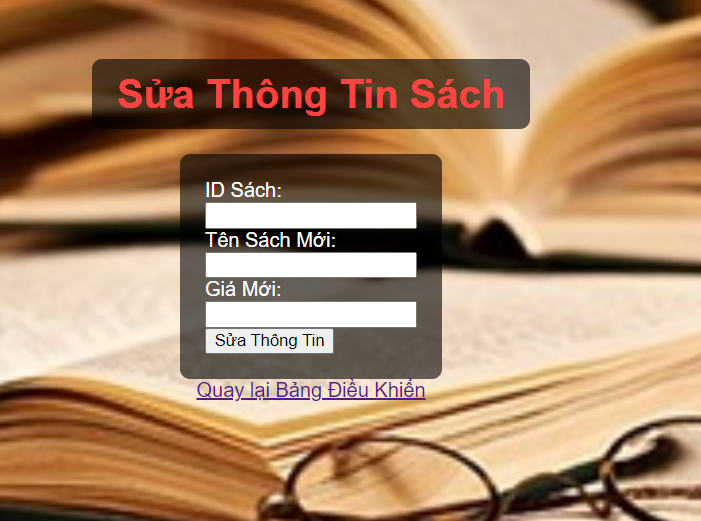 Sửa Thông Tin Sách
ID Sách:
Tên Sách Mới:
Giá Mới:
Sửa Thông Tin
Quay lại Bảng Điều Khiển